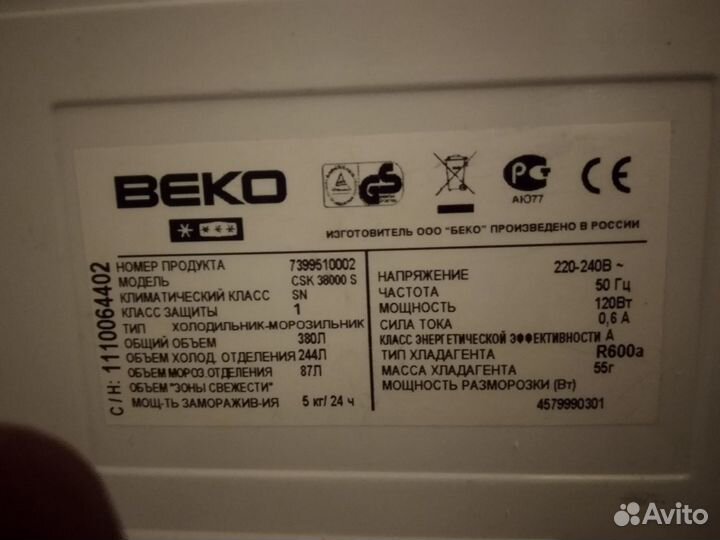 BEKO
АЮ77
ИЗГОТОВИТЕЛЬ ООО "БЕКО" ПРОИЗВЕДЕНО В РОССИИ
С/Н: 1110064402
НОМЕР ПРОДУКТА 7399510002
МОДЕЛЬ CSK 38000 S
КЛИМАТИЧЕСКИЙ КЛАСС SN
КЛАСС ЗАЩИТЫ 1
ТИП ХОЛОДИЛЬНИК-МОРОЗИЛЬНИК
ОБЩИЙ ОБЪЕМ 380Л
ОБЪЕМ ХОЛОД. ОТДЕЛЕНИЯ 244Л
ОБЪЕМ МОРОЗ.ОТДЕЛЕНИЯ 87Л
ОБЪЕМ "ЗОНЫ СВЕЖЕСТИ"
МОЩ-ТЬ ЗАМОРАЖИВ-ИЯ 5 кг/ 24 ч
НАПРЯЖЕНИЕ 220-240В ~
ЧАСТОТА 50 Гц
МОЩНОСТЬ 120Вт
СИЛА ТОКА 0,6 А
КЛАСС ЭНЕРГЕТИЧЕСКОЙ ЭФФЕКТИВНОСТИ А
ТИП ХЛАДАГЕНТА R600a
МАССА ХЛАДАГЕНТА 55г
МОЩНОСТЬ РАЗМОРОЗКИ (Вт)
4579990301
Avito